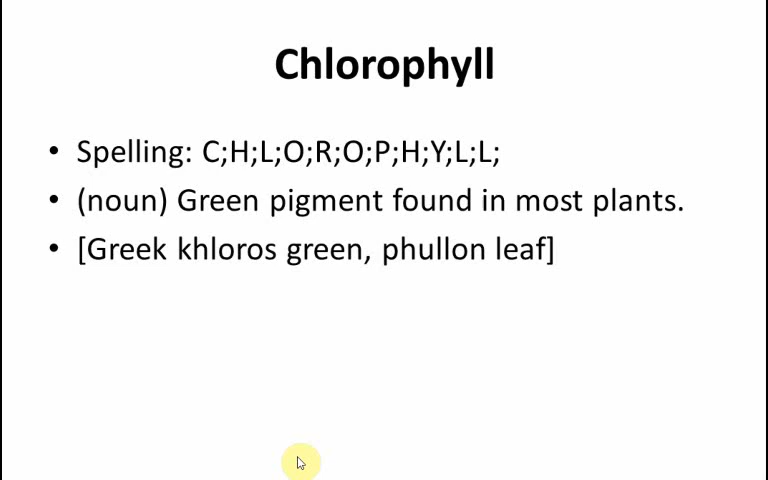 Chlorophyll
• Spelling: C;H;L;O;R;O;P;H;Y;L;L;
• (noun) Green pigment found in most plants.
• [Greek khloros green, phullon leaf]